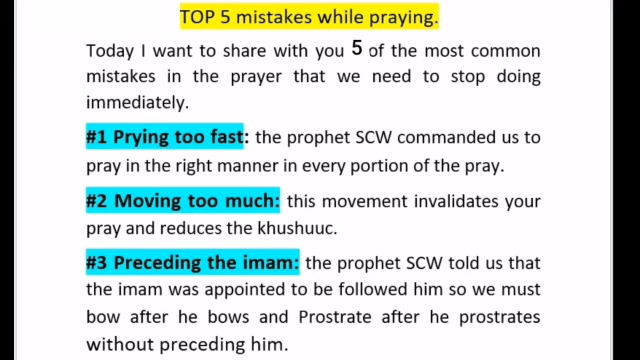 TOP 5 mistakes while praying.
Today I want to share with you 5 of the most common
mistakes in the prayer that we need to stop doing
immediately.
#1 Prying too fast: the prophet SCW commanded us to
pray in the right manner in every portion of the pray.
#2 Moving too much: this movement invalidates your
pray and reduces the khushuuc.
#3 Preceding the imam: the prophet SCW told us that
the imam was appointed to be followed him so we must
bow after he bows and Prostrate after he prostrates
without preceding him.